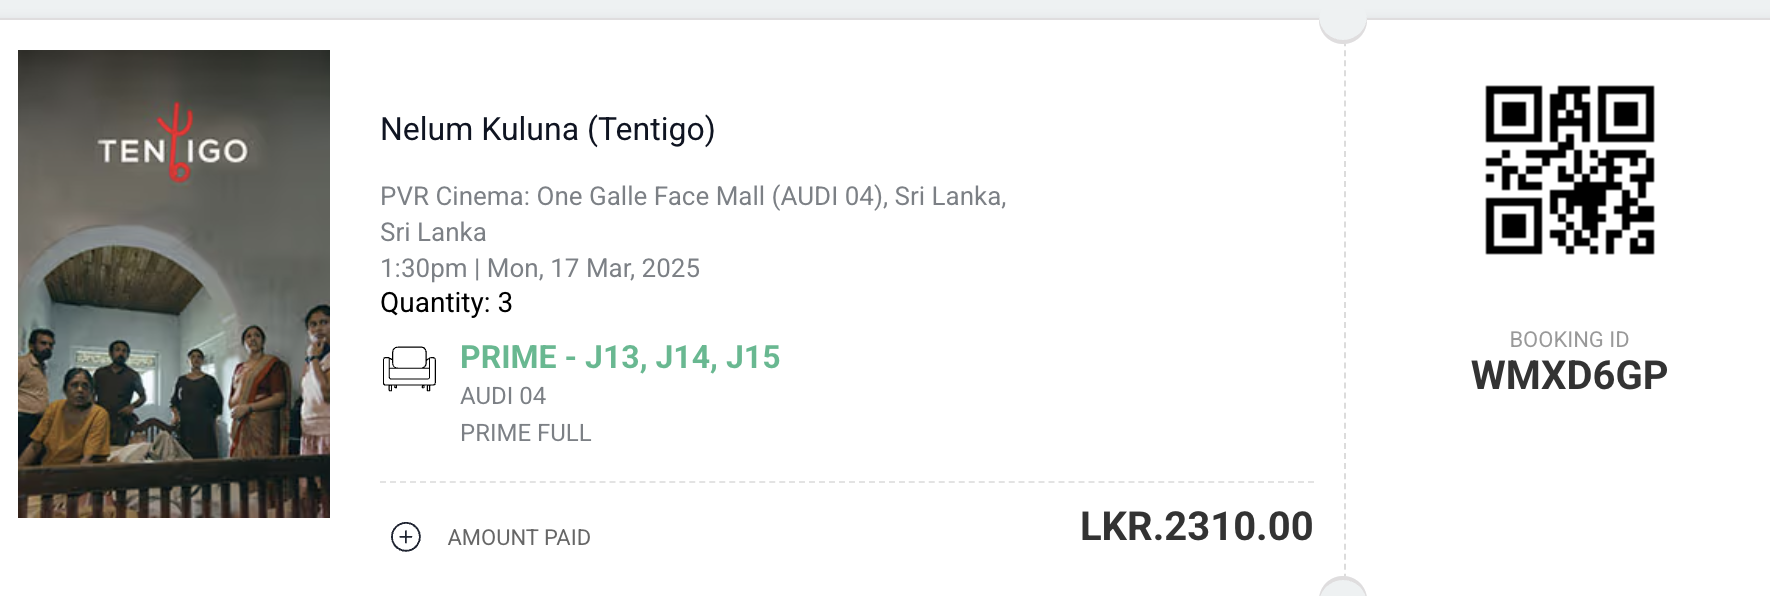 TENTIGO
Nelum Kuluna (Tentigo)
PVR Cinema: One Galle Face Mall (AUDI 04), Sri Lanka,
Sri Lanka
1:30pm | Mon, 17 Mar, 2025
Quantity: 3
PRIME - J13, J14, J15
AUDI 04
PRIME FULL
AMOUNT PAID
LKR.2310.00
BOOKING ID
WMXD6GP